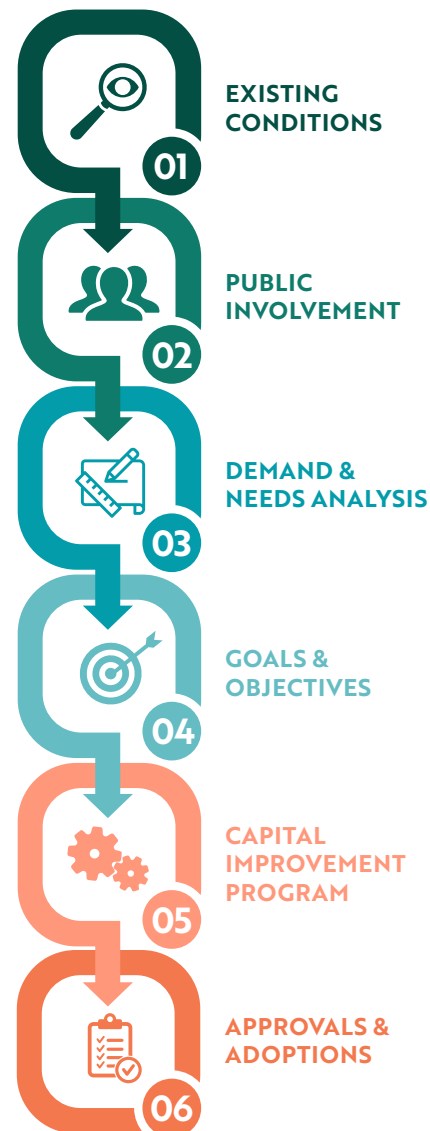 EXISTING
CONDITIONS
01
PUBLIC
INVOLVEMENT
02
DEMAND &
NEEDS ANALYSIS
03
GOALS &
OBJECTIVES
04
CAPITAL
IMPROVEMENT
PROGRAM
05
APPROVALS &
ADOPTIONS
06